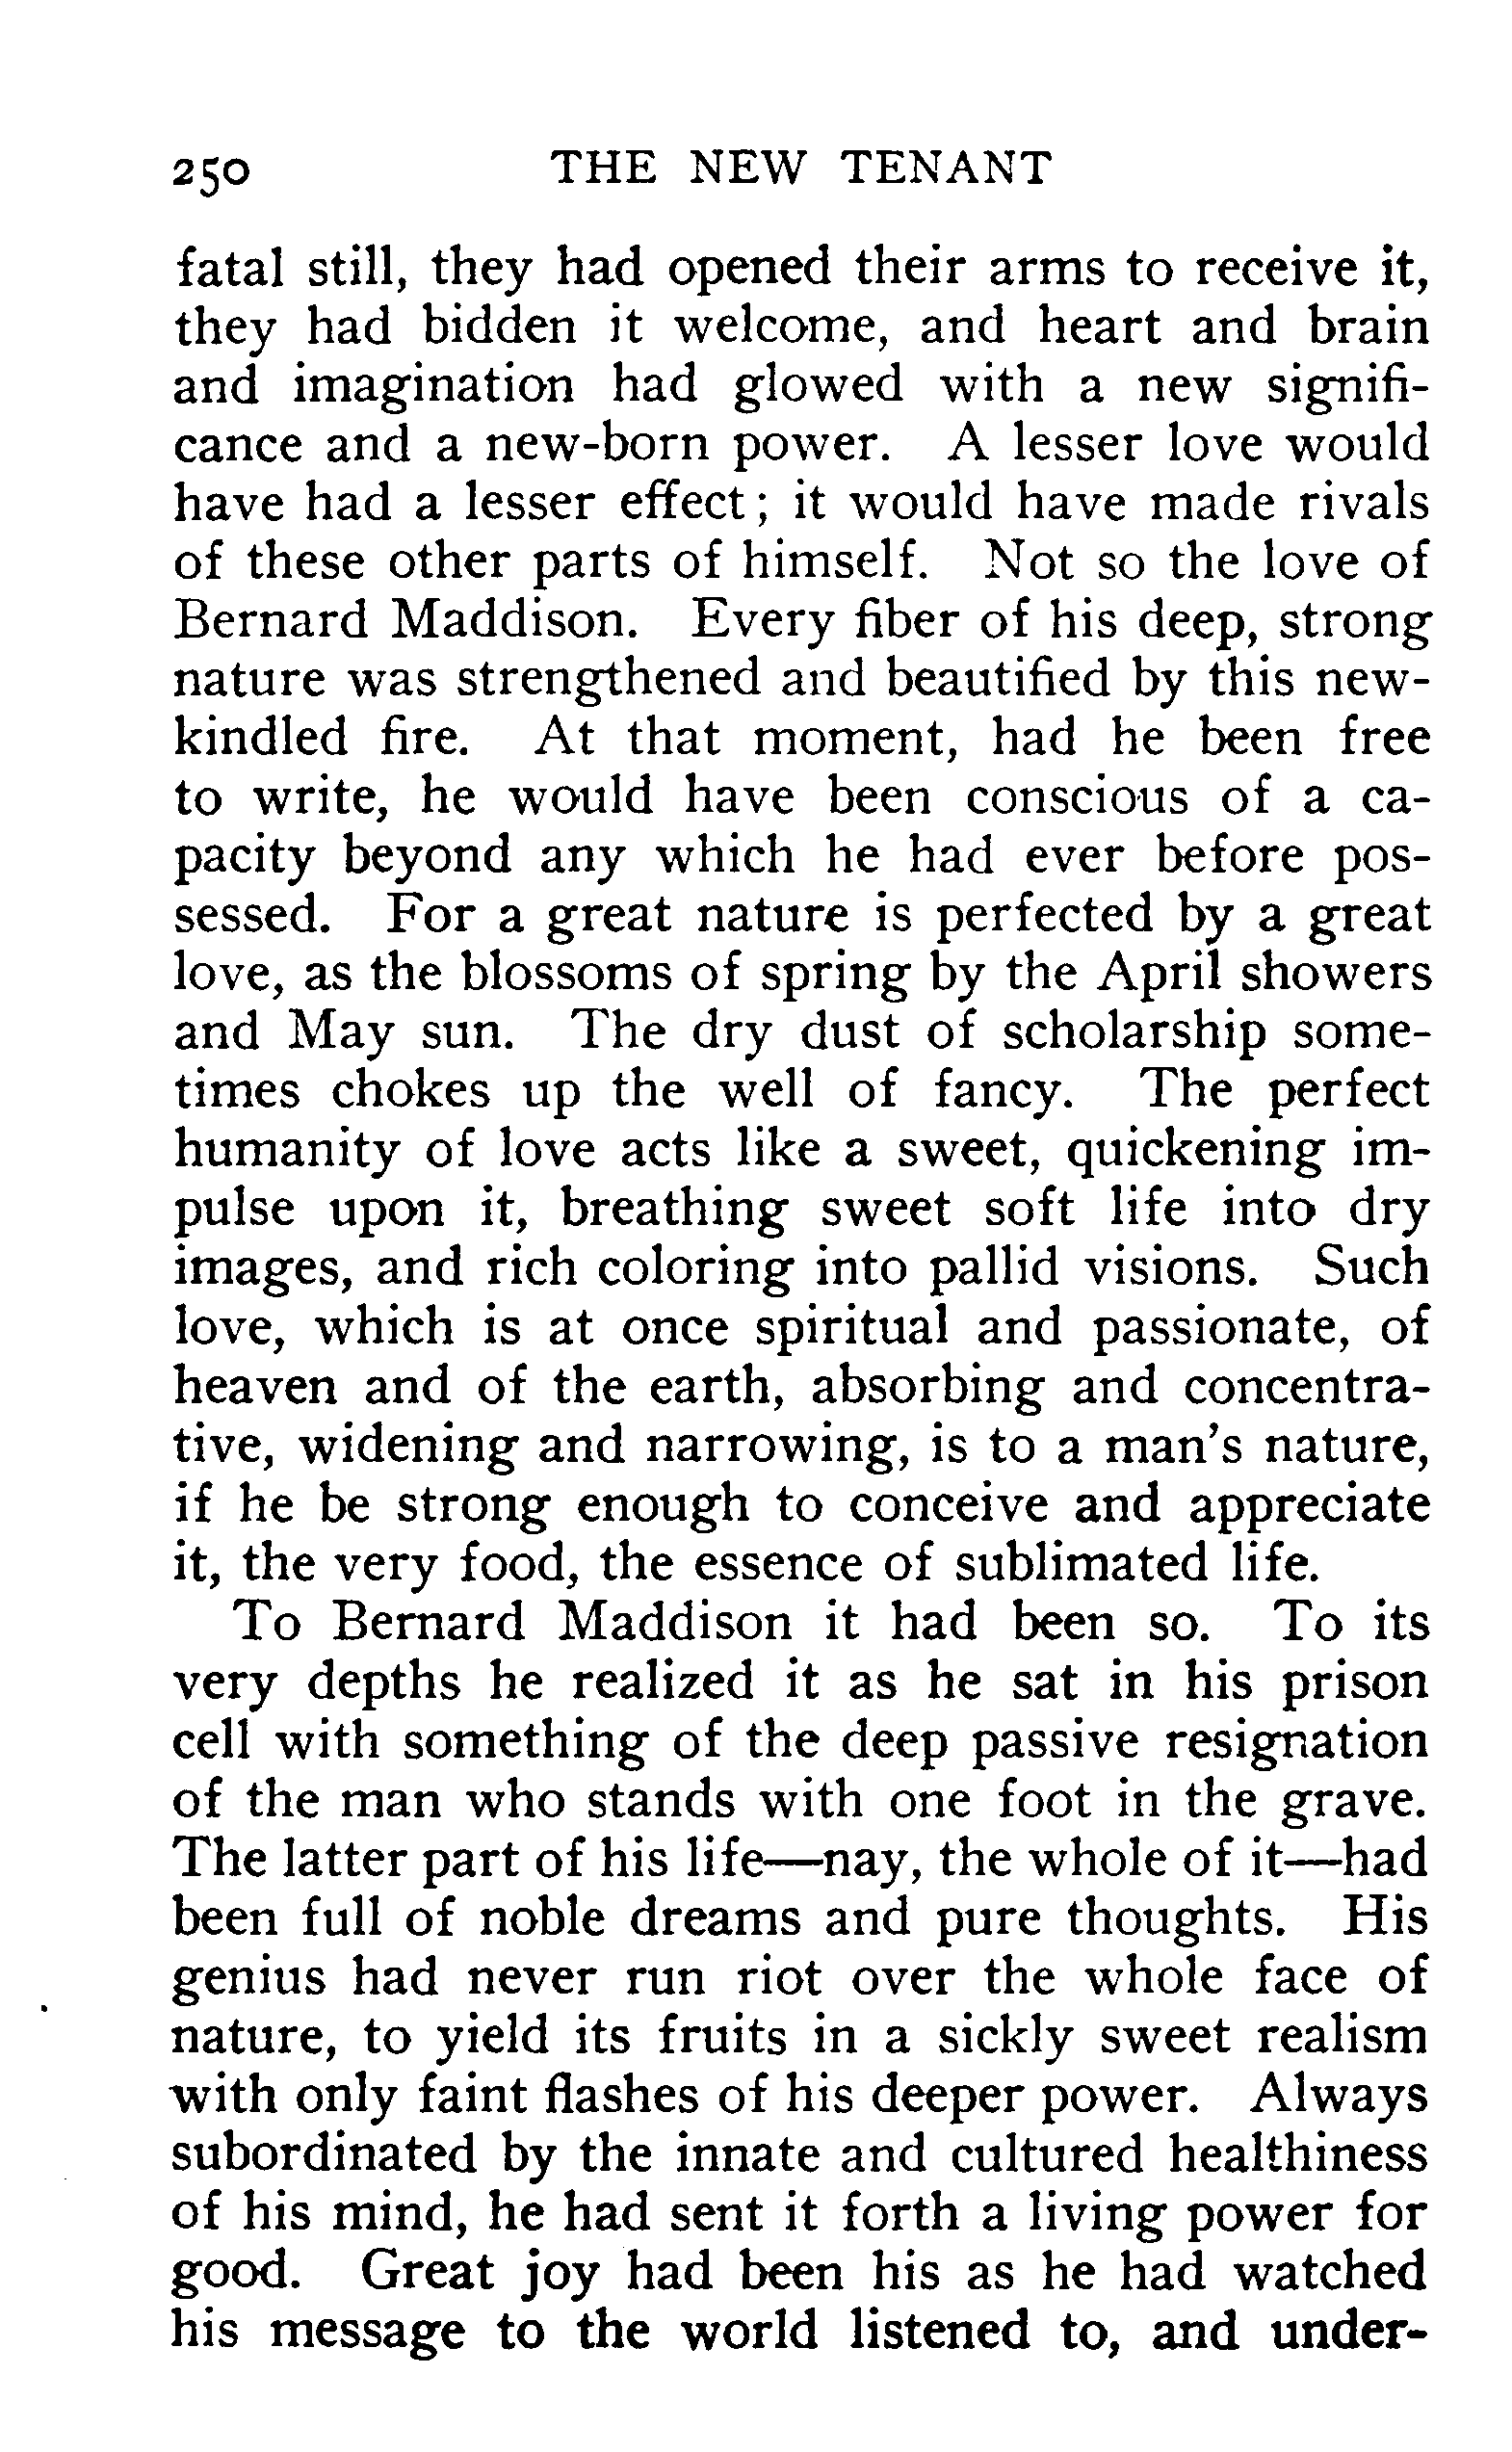 250 THE NEW TENANT
fatal still, they had opened their arms to receive it,
they had bidden it welcome, and heart and brain
and imagination had glowed with a new signifi-
cance and a new-born power. A lesser love would
have had a lesser effect; it would have made rivals
of these other parts of himself. Not so the love of
Bernard Maddison. Every fiber of his deep, strong
nature was strengthened and beautified by this new-
kindled fire. At that moment, had he been free
to write, he would have been conscious of a ca-
pacity beyond any which he had ever before pos-
sessed. For a great nature is perfected by a great
love, as the blossoms of spring by the April showers
and May sun. The dry dust of scholarship some-
times chokes up the well of fancy. The perfect
humanity of love acts like a sweet, quickening im-
pulse upon it, breathing sweet soft life into dry
images, and rich coloring into pallid visions. Such
love, which is at once spiritual and passionate, of
heaven and of the earth, absorbing and concentra-
tive, widening and narrowing, is to a man's nature,
if he be strong enough to conceive and appreciate
it, the very food, the essence of sublimated life.
To Bernard Maddison it had been so. To its
very depths he realized it as he sat in his prison
cell with something of the deep passive resignation
of the man who stands with one foot in the grave.
The latter part of his life—nay, the whole of it—had
been full of noble dreams and pure thoughts. His
genius had never run riot over the whole face of
nature, to yield its fruits in a sickly sweet realism
with only faint flashes of his deeper power. Always
subordinated by the innate and cultured healthiness
of his mind, he had sent it forth a living power for
good. Great joy had been his as he had watched
his message to the world listened to, and under-